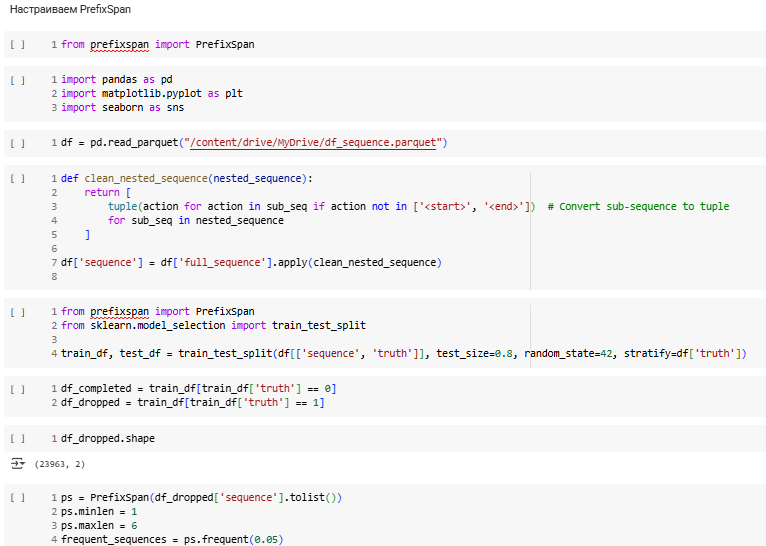 Настраиваем PrefixSpan
[ ] 1 from prefixspan import PrefixSpan
[ ] 1 import pandas as pd
2 import matplotlib.pyplot as plt
3 import seaborn as sns
[ ] 1 df = pd.read_parquet("/content/drive/MyDrive/df_sequence.parquet")
[ ] 1 def clean_nested_sequence(nested_sequence):
2     return [
3         tuple(action for action in sub_seq if action not in ['<start>', '<end>'])  # Convert sub-sequence to tuple
4         for sub_seq in nested_sequence
5     ]
6
7 df['sequence'] = df['full_sequence'].apply(clean_nested_sequence)
8
[ ] 1 from prefixspan import PrefixSpan
2 from sklearn.model_selection import train_test_split
3
4 train_df, test_df = train_test_split(df[['sequence', 'truth']], test_size=0.8, random_state=42, stratify=df['truth'])
[ ] 1 df_completed = train_df[train_df['truth'] == 0]
2 df_dropped = train_df[train_df['truth'] == 1]
[ ] 1 df_dropped.shape
(23963, 2)
[ ] 1 ps = PrefixSpan(df_dropped['sequence'].tolist())
2 ps.minlen = 1
3 ps.maxlen = 6
4 frequent_sequences = ps.frequent(0.05)